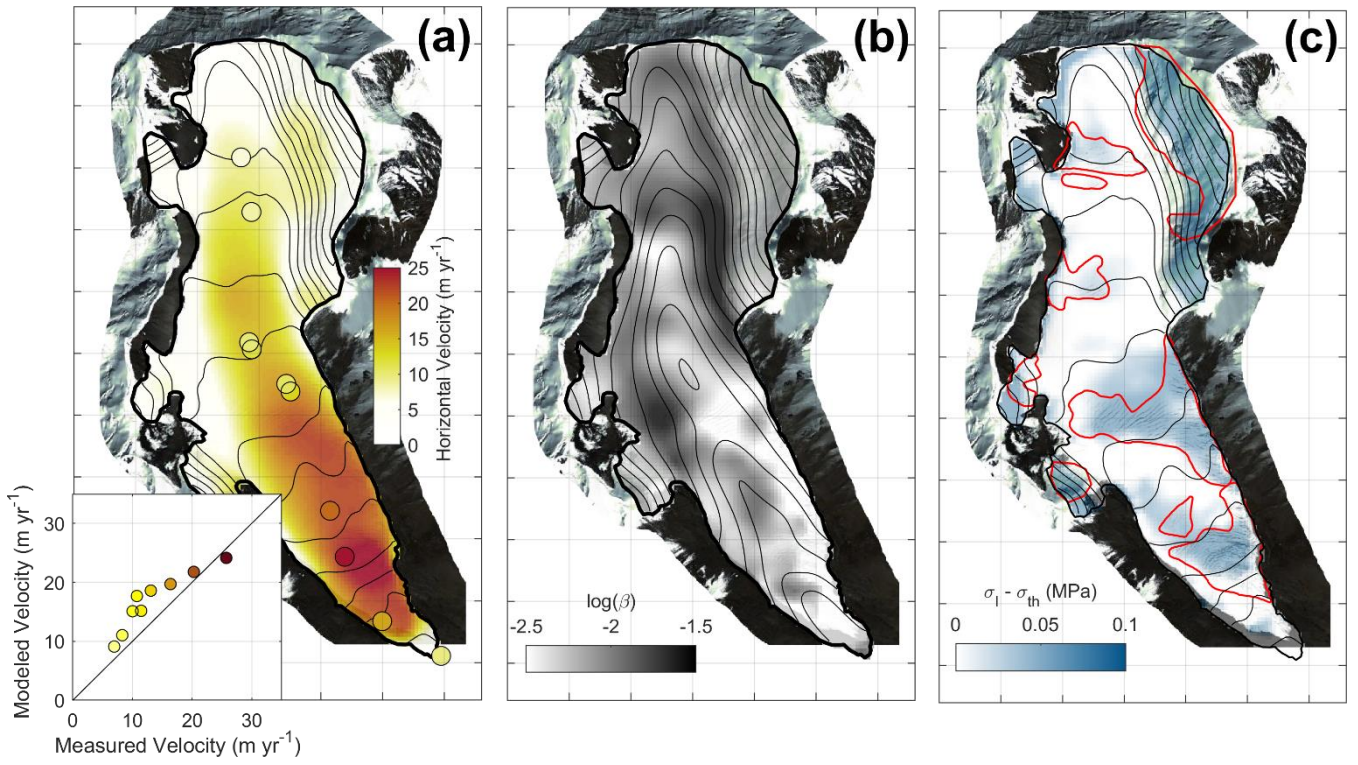 (a)
25
20
15
10
5
0
Horizontal Velocity (m yr-1)
30
20
10
0
0
10
20
30
Modeled Velocity (m yr-1)
Measured Velocity (m yr-1)
(b)
log(β)
-2.5
-2
-1.5
(c)
σI - σth (MPa)
0
0.05
0.1